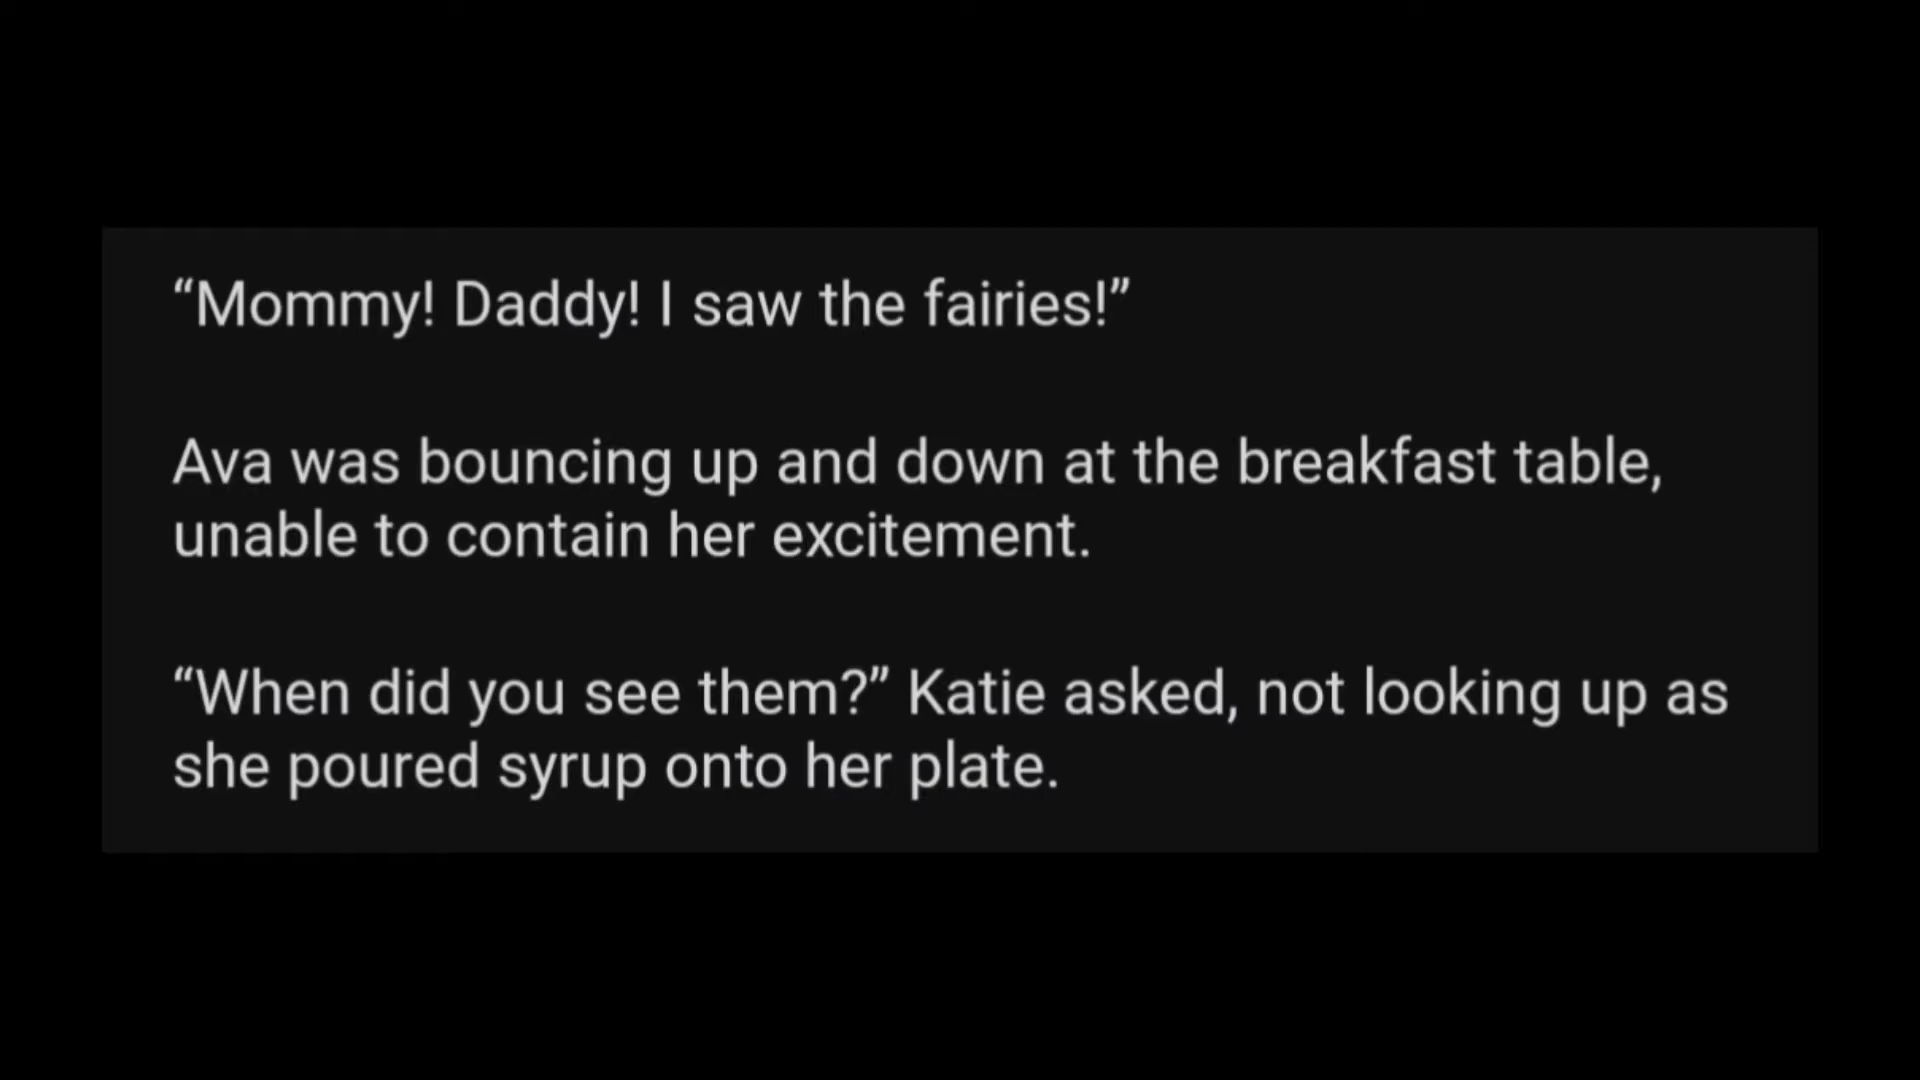 “Mommy! Daddy! I saw the fairies!”
Ava was bouncing up and down at the breakfast table,
unable to contain her excitement.
“When did you see them?” Katie asked, not looking up as
she poured syrup onto her plate.